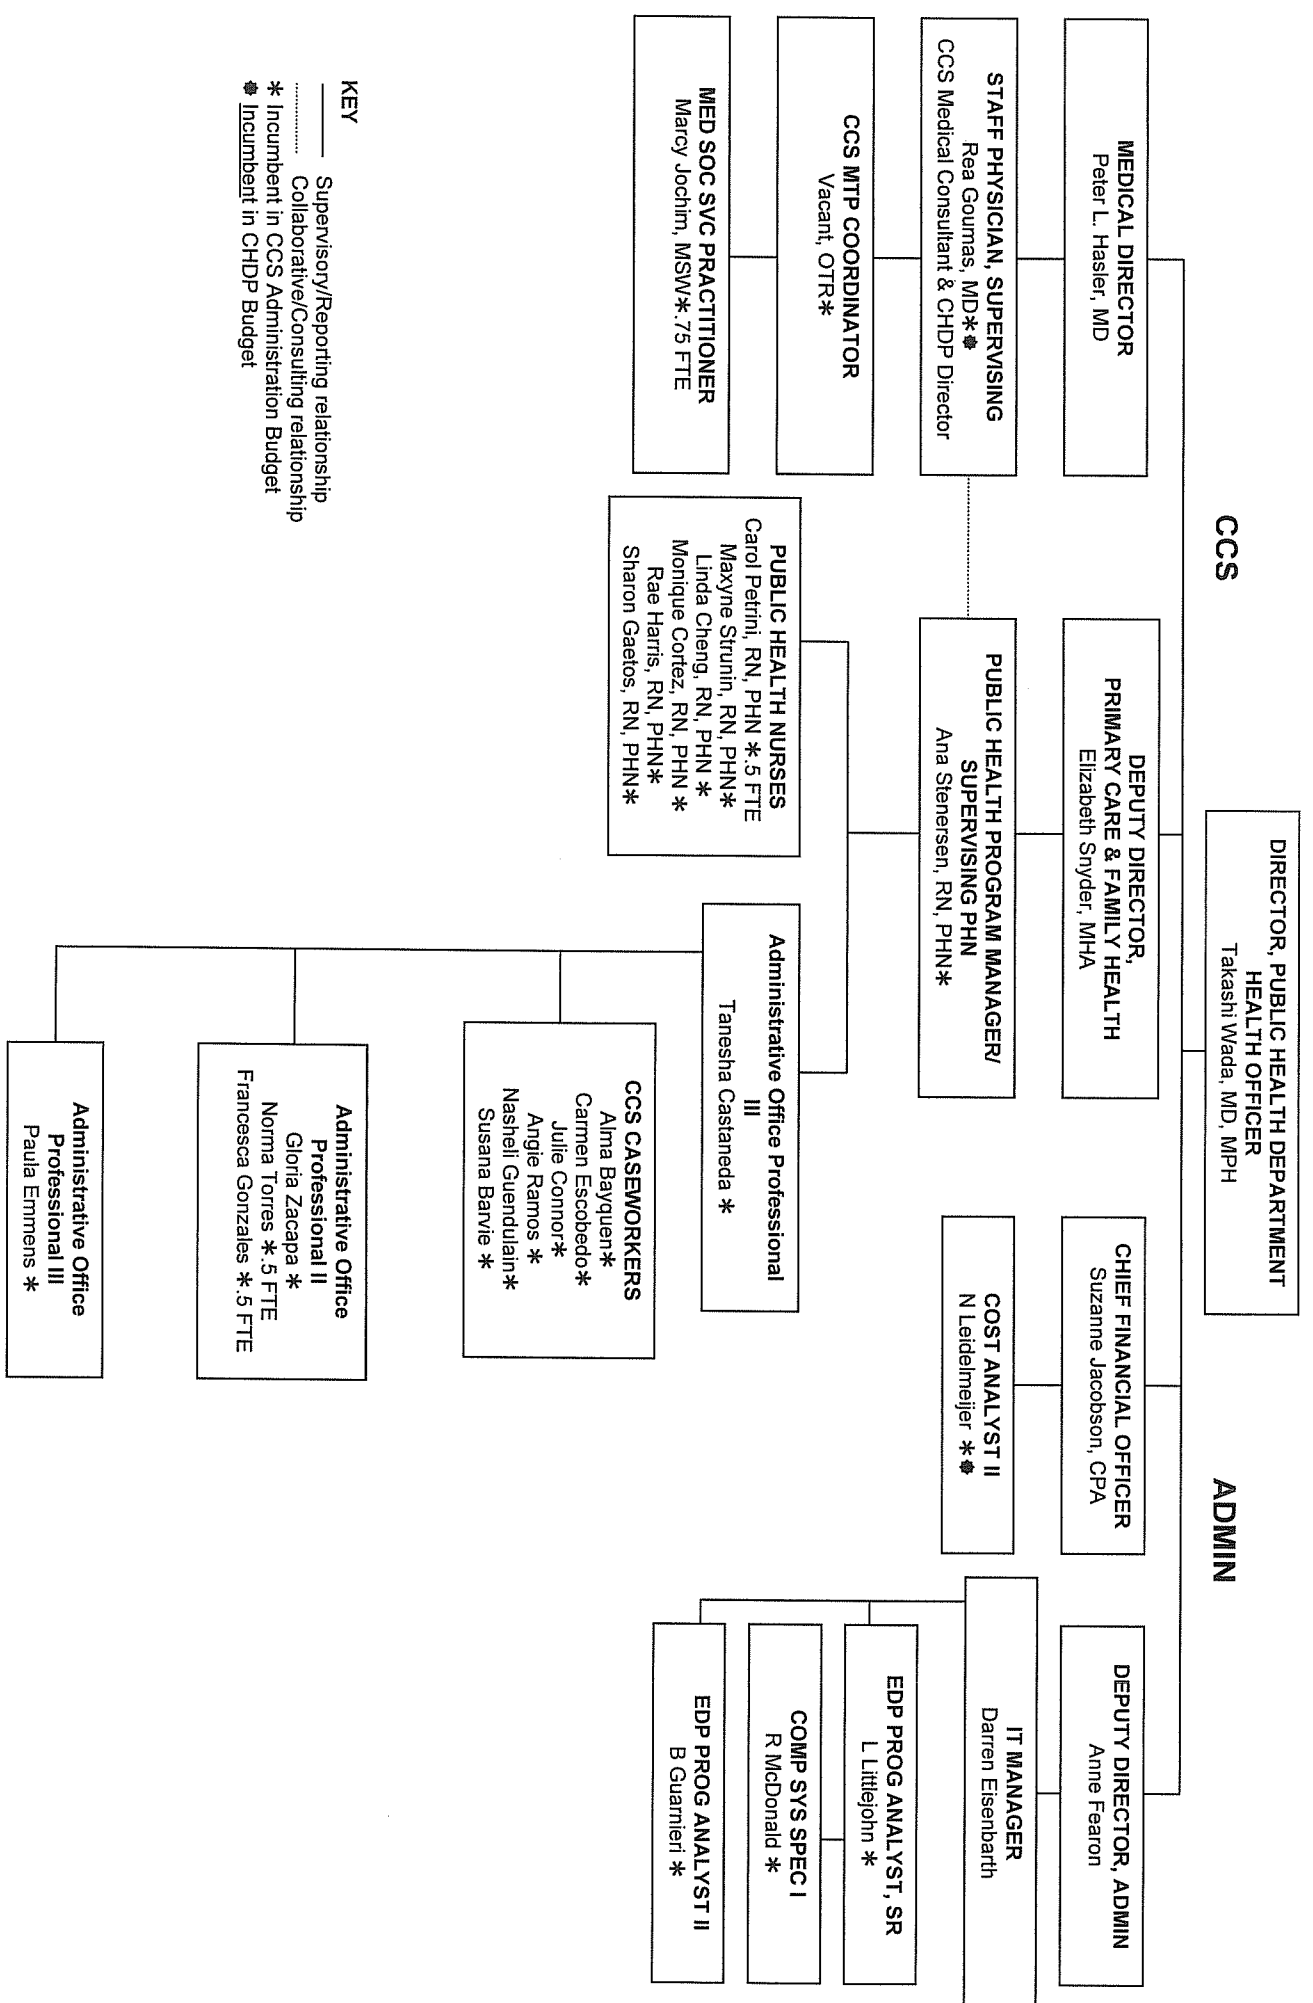 CCS
ADMIN
DIRECTOR, PUBLIC HEALTH DEPARTMENT
HEALTH OFFICER
Takashi Wada, MD, MPH
MEDICAL DIRECTOR
Peter L. Hasler, MD
STAFF PHYSICIAN, SUPERVISING
Rea Goumas, MD✱✹
CCS Medical Consultant & CHDP Director
CCS MTP COORDINATOR
Vacant, OTR✱
MED SOC SVC PRACTITIONER
Marcy Jochim, MSW✱.75 FTE
DEPUTY DIRECTOR,
PRIMARY CARE & FAMILY HEALTH
Elizabeth Snyder, MHA
PUBLIC HEALTH PROGRAM MANAGER/
SUPERVISING PHN
Ana Stenersen, RN, PHN✱
PUBLIC HEALTH NURSES
Carol Petrini, RN, PHN ✱.5 FTE
Maxyne Strunin, RN, PHN✱
Linda Cheng, RN, PHN ✱
Monique Cortez, RN, PHN ✱
Rae Harris, RN, PHN✱
Sharon Gaetos, RN, PHN✱
Administrative Office Professional
III
Tanesha Castaneda ✱
CCS CASEWORKERS
Alma Bayquen✱
Carmen Escobedo✱
Julie Connor✱
Angie Ramos ✱
Nasheli Guendulain✱
Susana Barvie ✱
Administrative Office
Professional II
Gloria Zacapa ✱
Norma Torres ✱.5 FTE
Francesca Gonzales ✱.5 FTE
Administrative Office
Professional III
Paula Emmens ✱
CHIEF FINANCIAL OFFICER
Suzanne Jacobson, CPA
COST ANALYST II
N Leidelmeijer ✱✹
DEPUTY DIRECTOR, ADMIN
Anne Fearon
IT MANAGER
Darren Eisenbarth
EDP PROG ANALYST, SR
L Littlejohn ✱
COMP SYS SPEC I
R McDonald ✱
EDP PROG ANALYST II
B Guarnieri ✱
KEY
Supervisory/Reporting relationship
Collaborative/Consulting relationship
✱ Incumbent in CCS Administration Budget
✹ Incumbent in CHDP Budget